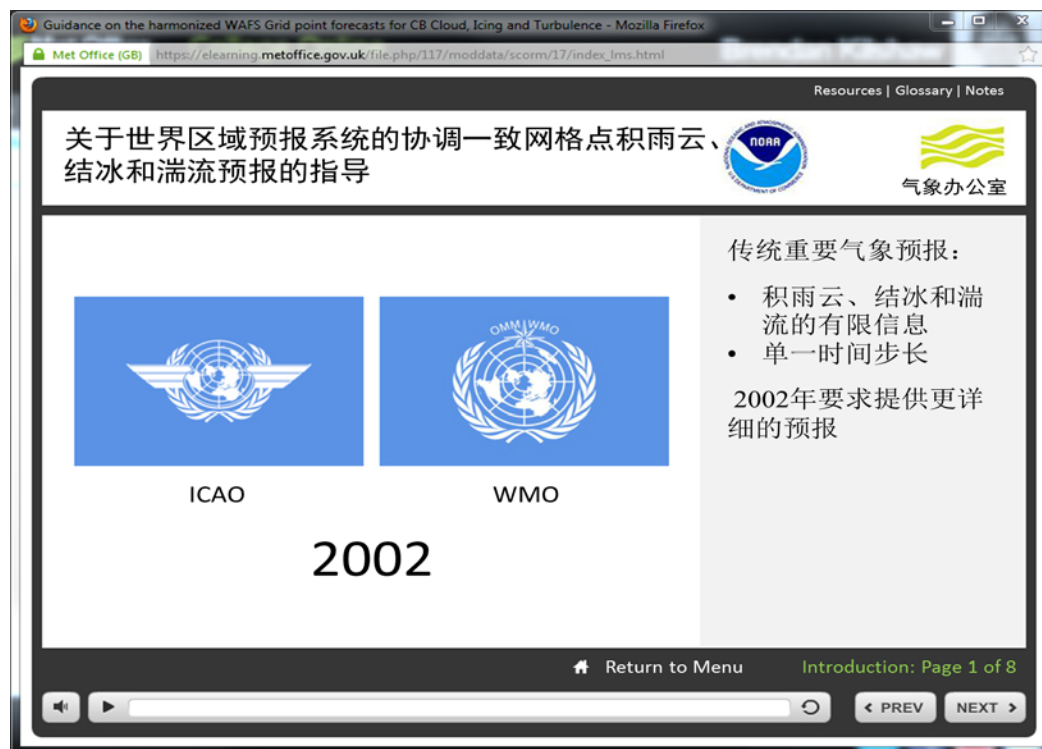 Guidance on the harmonized WAFS Grid point forecasts for CB Cloud, Icing and Turbulence - Mozilla Firefox
Met Office (GB) https://elearning.metoffice.gov.uk/file.php/117/moddata/scorm/17/index_lms.html
Resources | Glossary | Notes
关于世界区域预报系统的协调一致网格点积雨云、
结冰和湍流预报的指导
NOAA
气象办公室
OMM WMO
ICAO
WMO
2002
传统重要气象预报：
• 积雨云、结冰和湍
流的有限信息
• 单一时间步长
2002年要求提供更详
细的预报
Return to Menu
Introduction: Page 1 of 8
PREV
NEXT